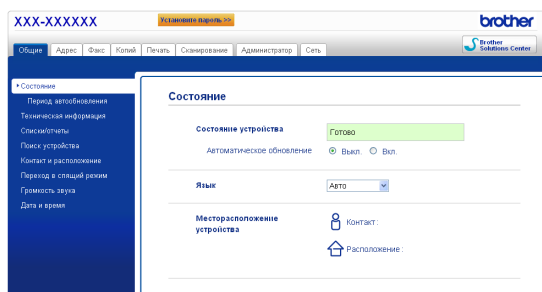 XXX-XXXXXX
Установите пароль >>
brother
Общие Адрес Факс Копий Печать Сканирование Администратор Сеть
Brother
Solutions Center
Состояние
Период автообновления
Техническая информация
Списки/отчеты
Поиск устройства
Контакт и расположение
Переход в спящий режим
Громкость звука
Дата и время
Состояние
Состояние устройства Готово
Автоматическое обновление Выкл. Вкл.
Язык Авто
Месторасположение
устройства
Контакт :
Расположение :